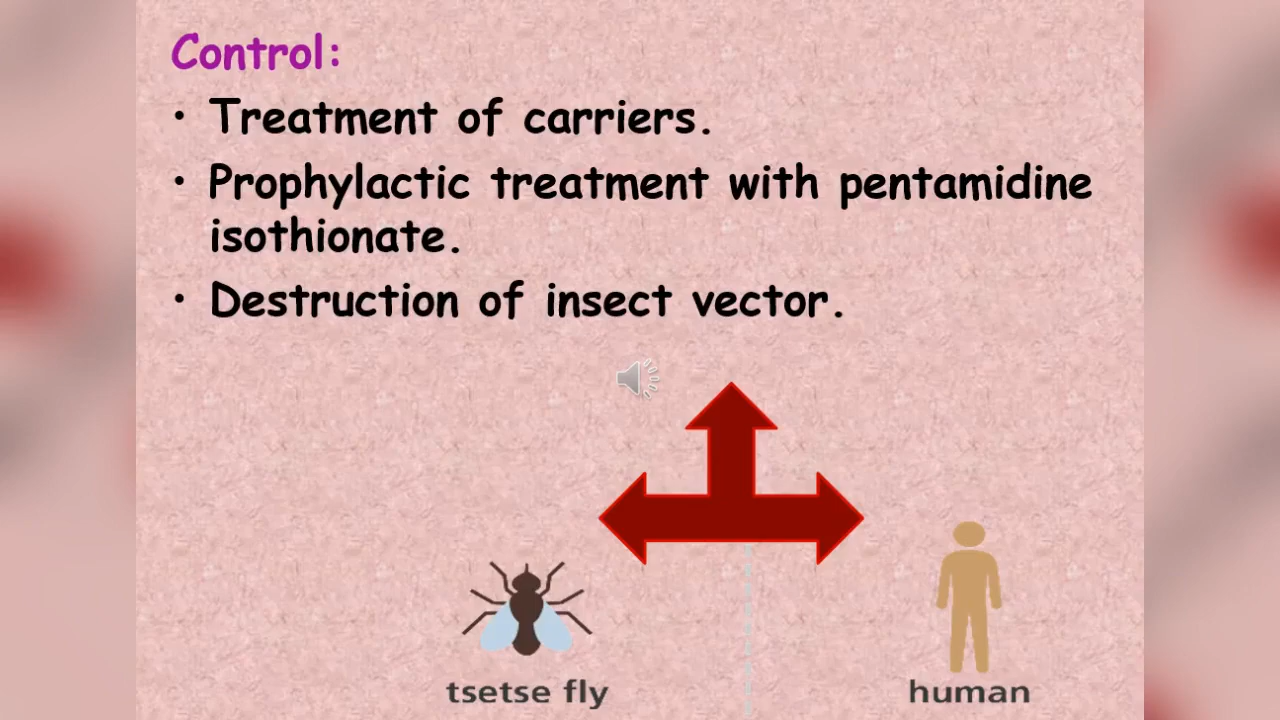 Control:
• Treatment of carriers.
• Prophylactic treatment with pentamidine
isothionate.
• Destruction of insect vector.
tsetse fly
human